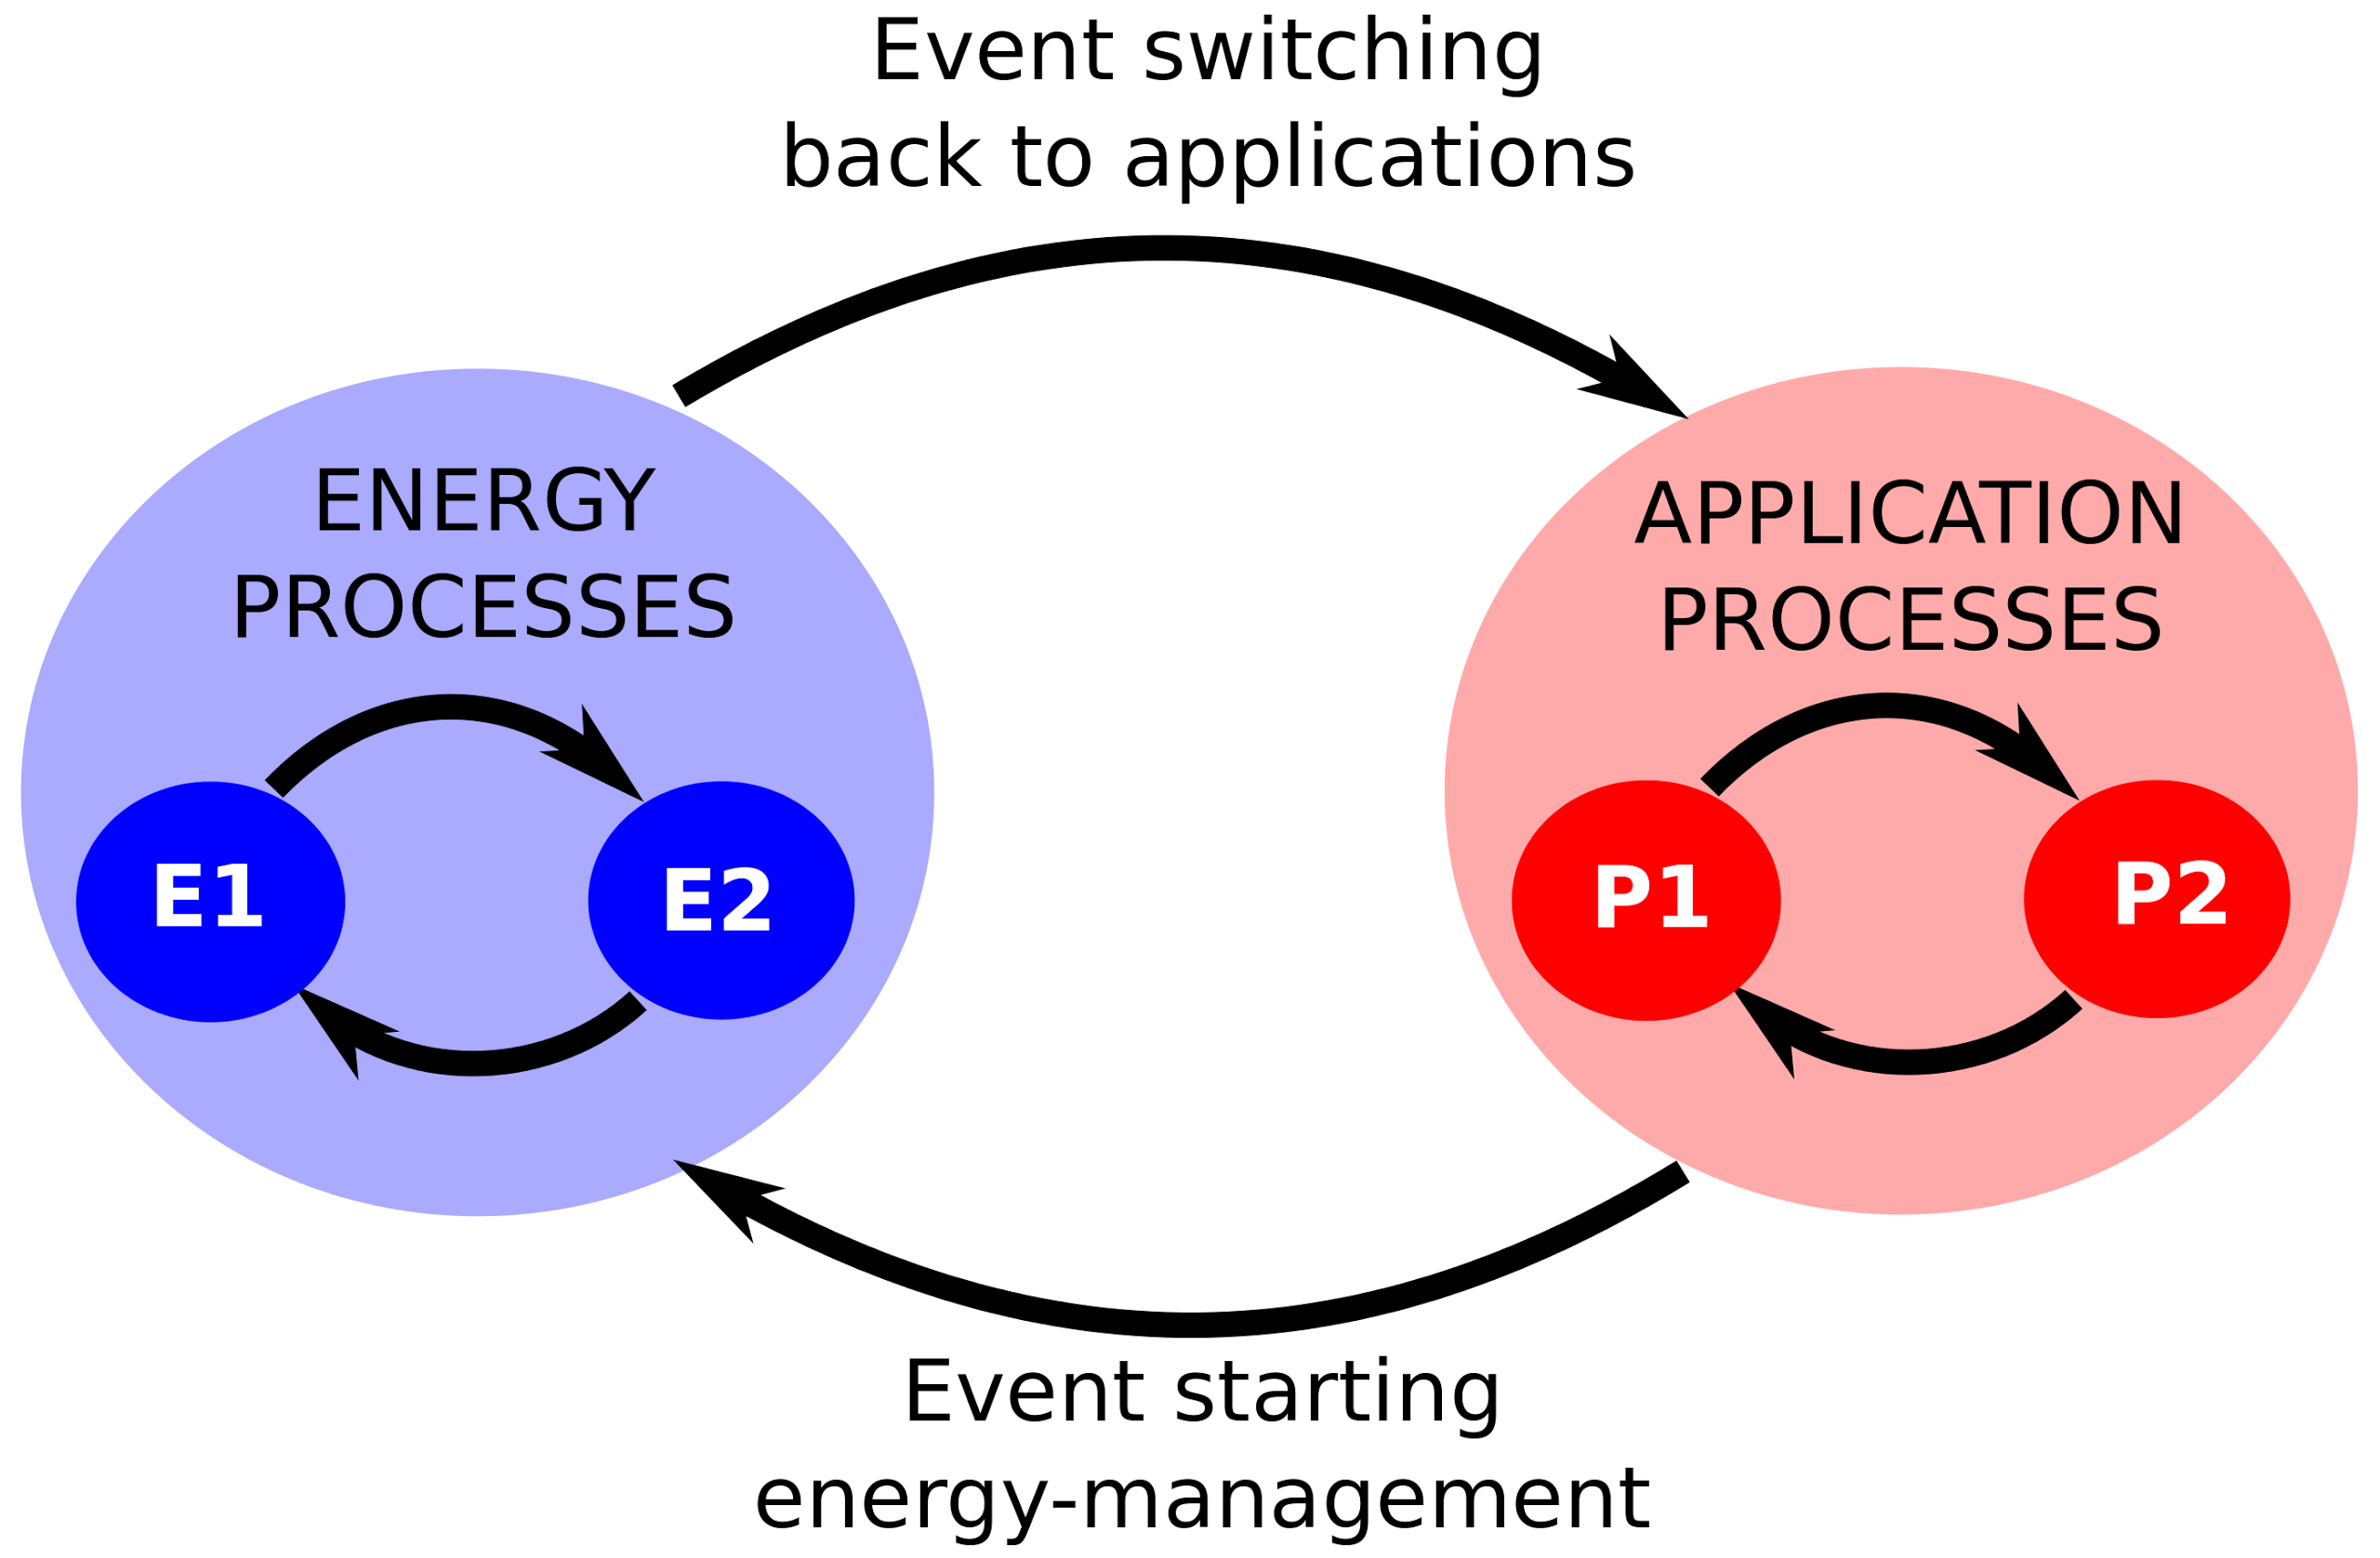 Event switching
back to applications
ENERGY
PROCESSES
E1
E2
APPLICATION
PROCESSES
P1
P2
Event starting
energy-management